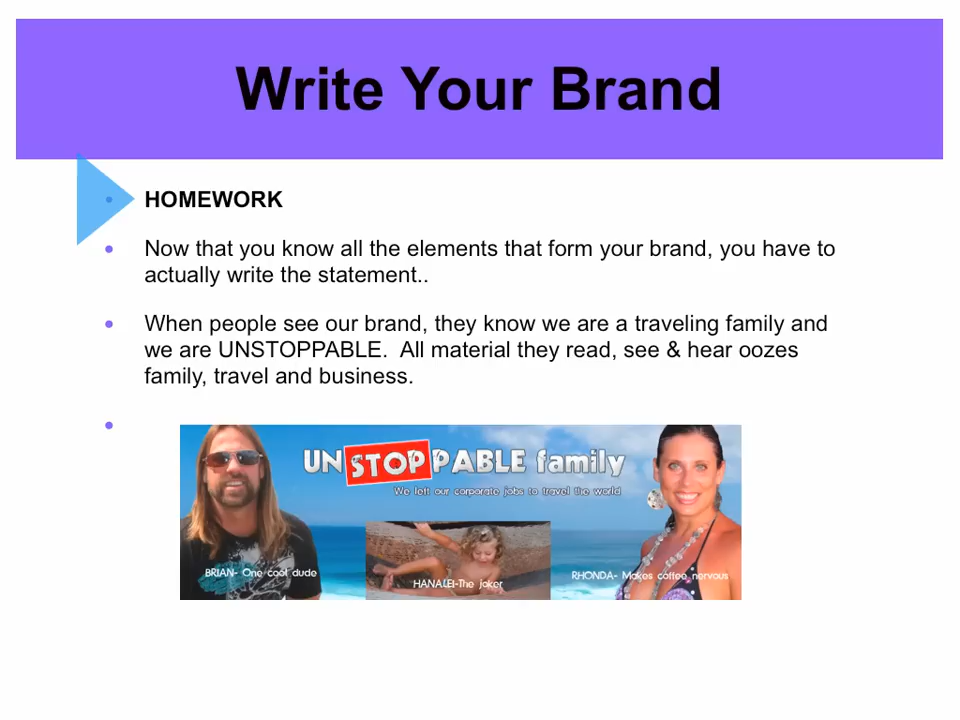 Write Your Brand
HOMEWORK
Now that you know all the elements that form your brand, you have to
actually write the statement..
When people see our brand, they know we are a traveling family and
we are UNSTOPPABLE.  All material they read, see & hear oozes
family, travel and business.
UNSTOPPABLE family
We left our corporate jobs to travel the world
BRIAN- One cool dude
HANALEI-The joker
RHONDA- Makes coffee nervous